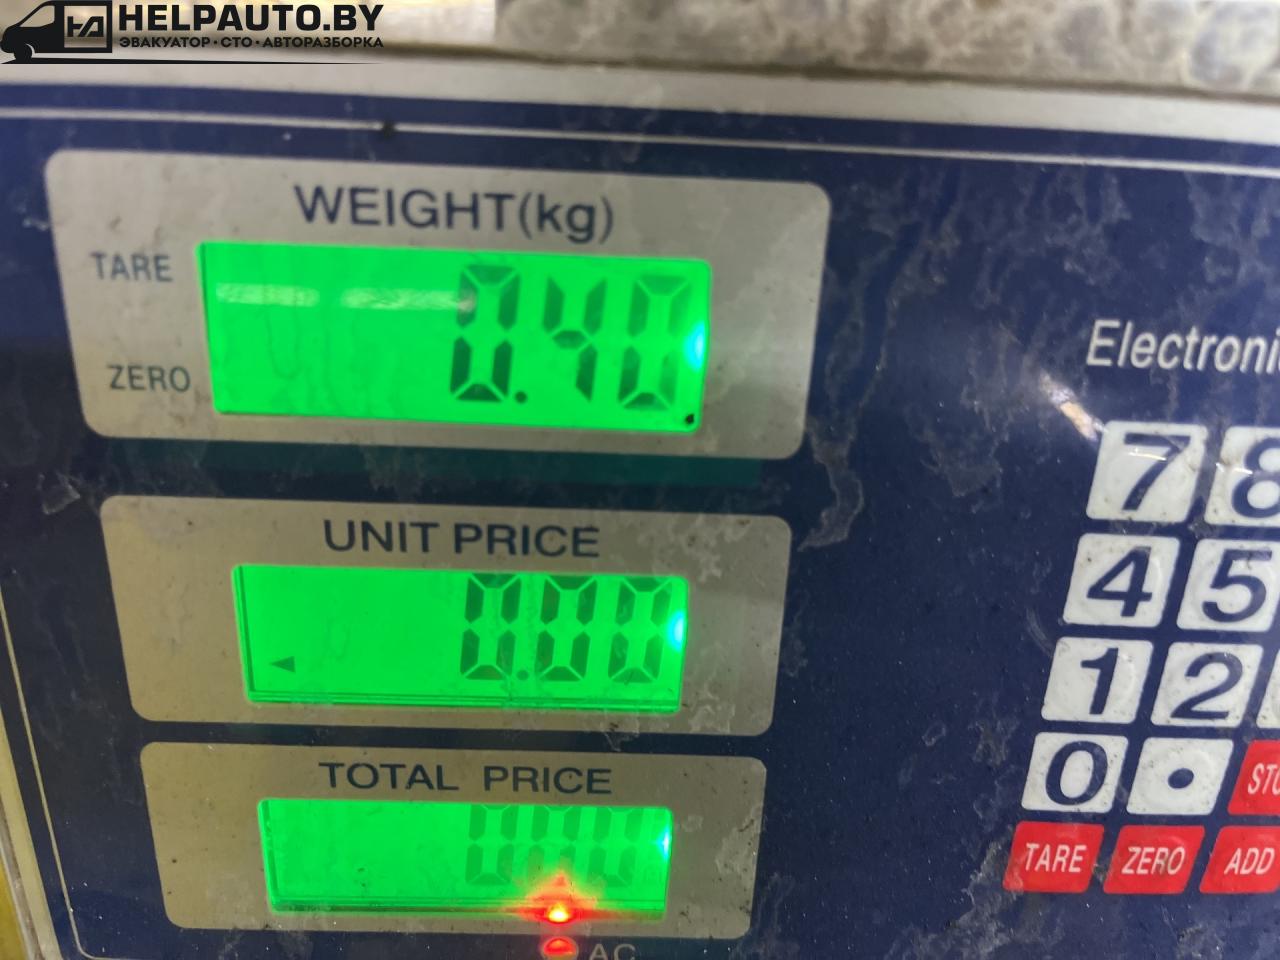 HELPAUTO.BY
ЭВАКУАТОР·СТО·АВТОРАЗБОРКА
WEIGHT(kg)
TARE
0.40
ZERO
Electroni
7 8
UNIT PRICE
4 5
0.00
1 2
TOTAL PRICE
0 .
000
TARE ZERO ADD
AC